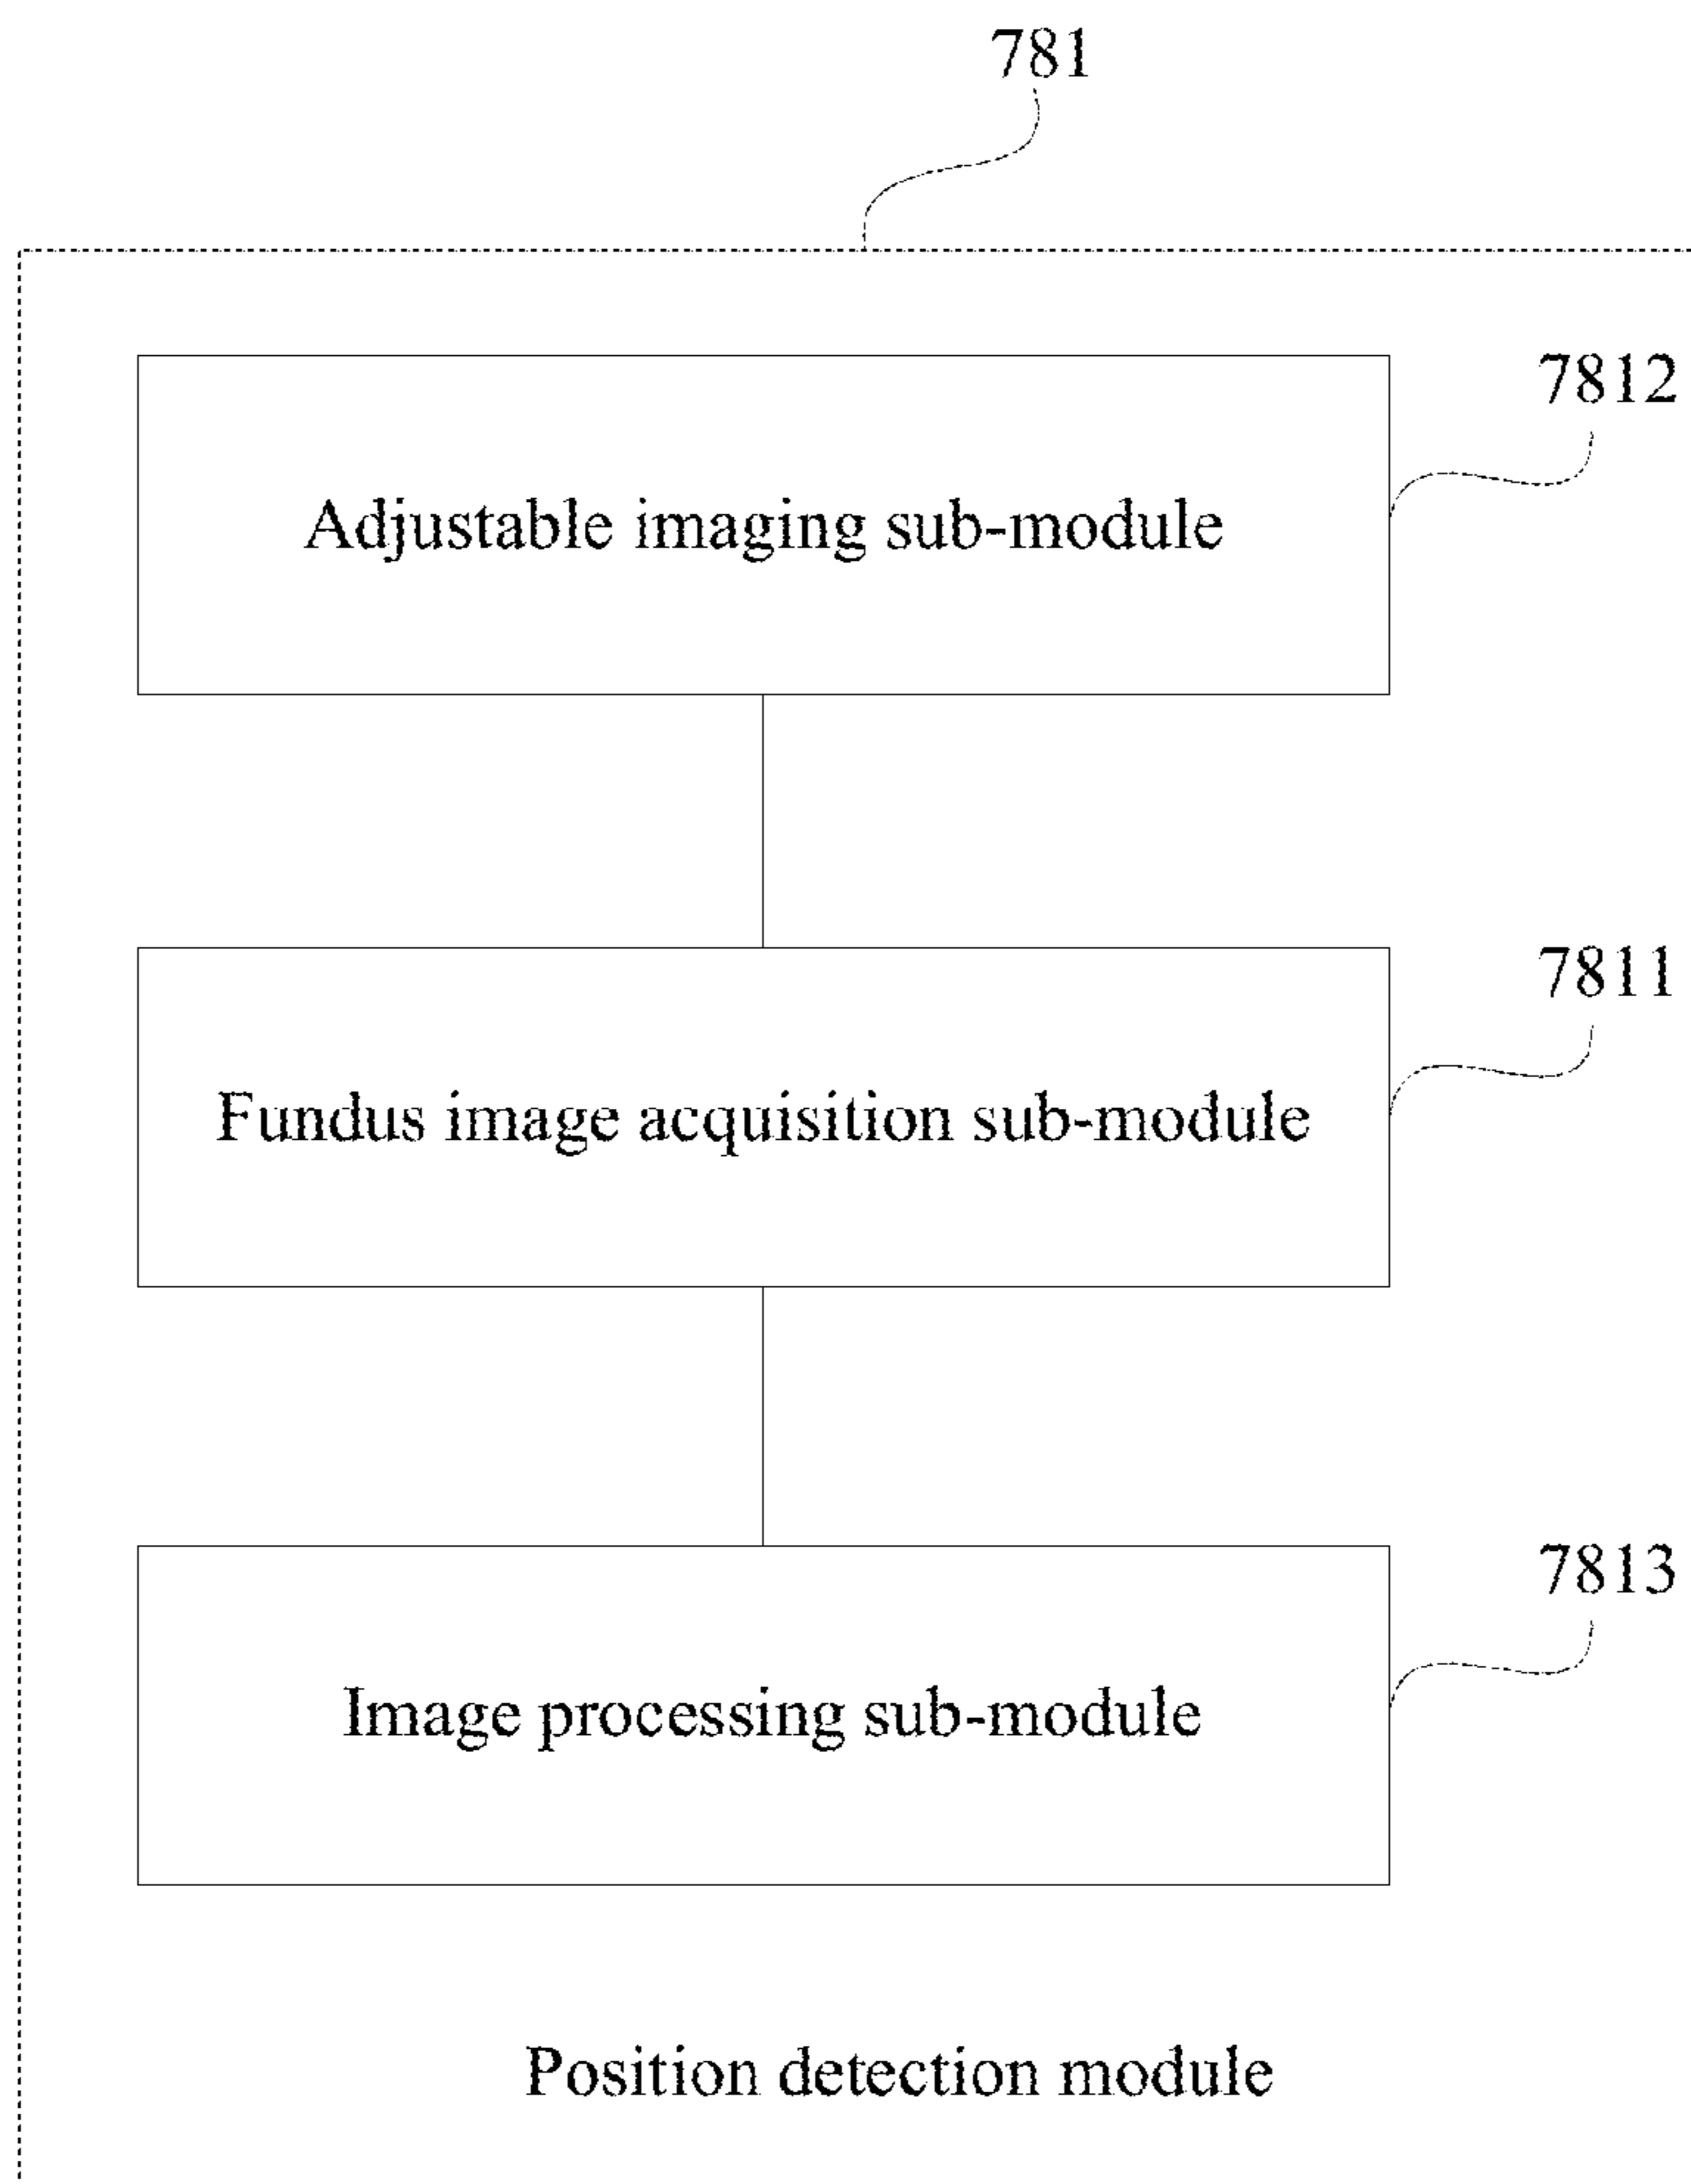 781
7812
Adjustable imaging sub-module
7811
Fundus image acquisition sub-module
7813
Image processing sub-module
Position detection module